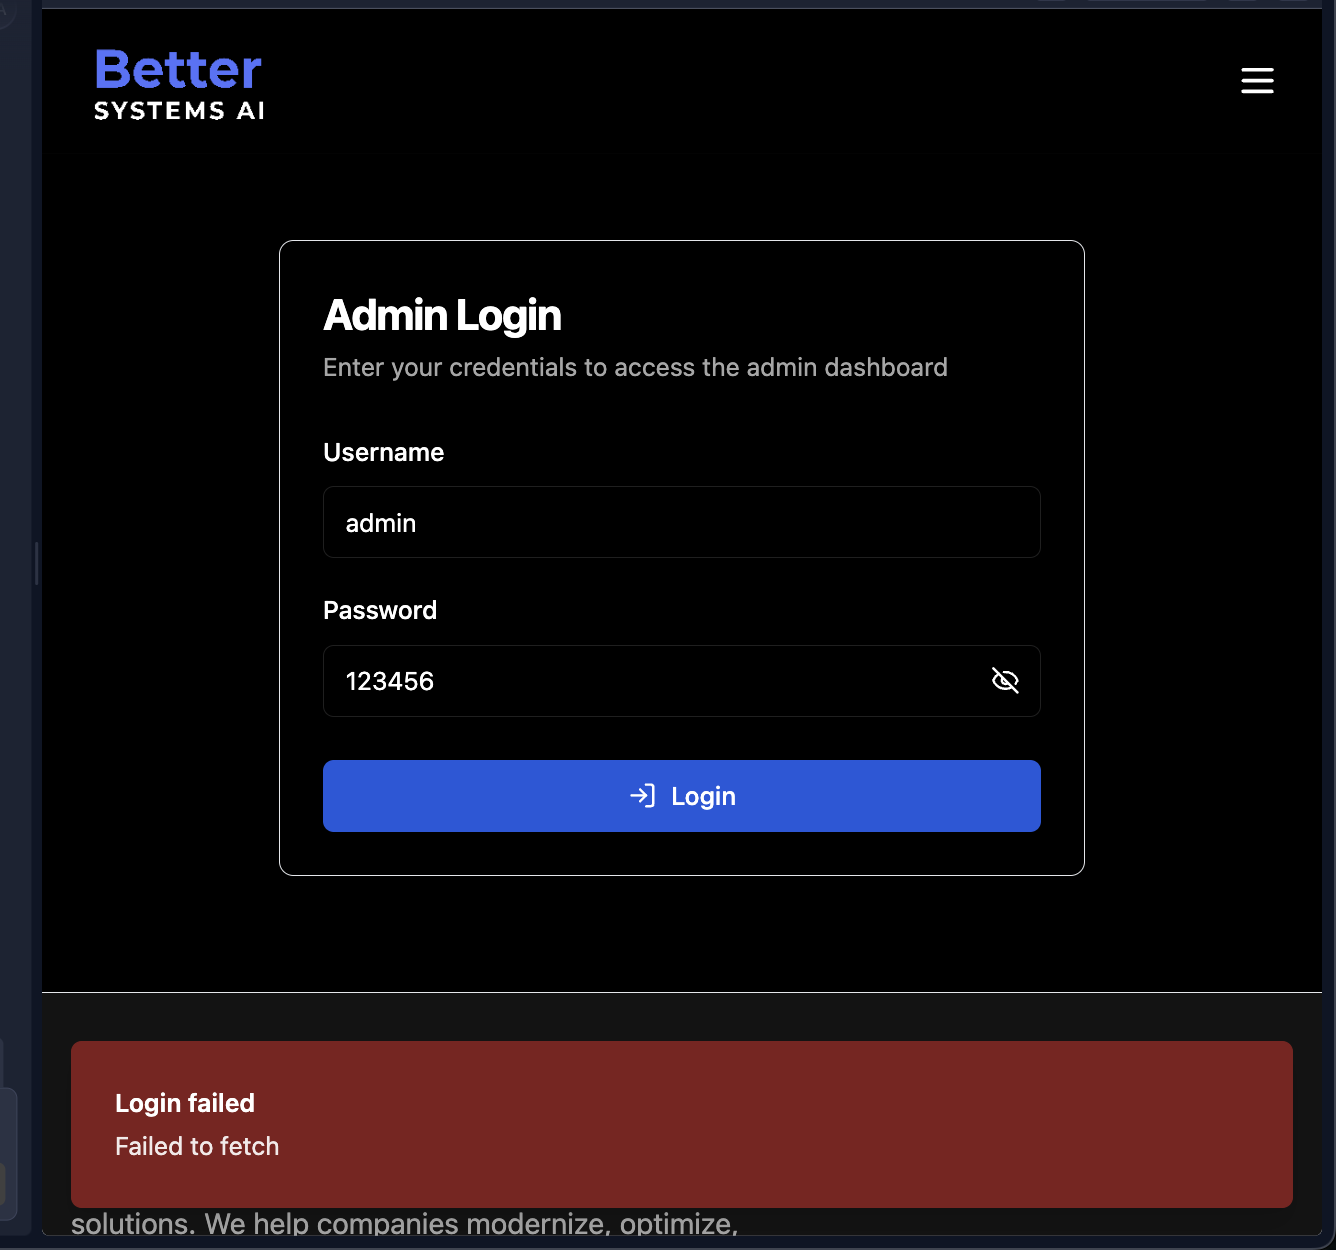 Better
SYSTEMS AI
Admin Login
Enter your credentials to access the admin dashboard
Username
admin
Password
123456
Login
Login failed
Failed to fetch
solutions. We help companies modernize, optimize,